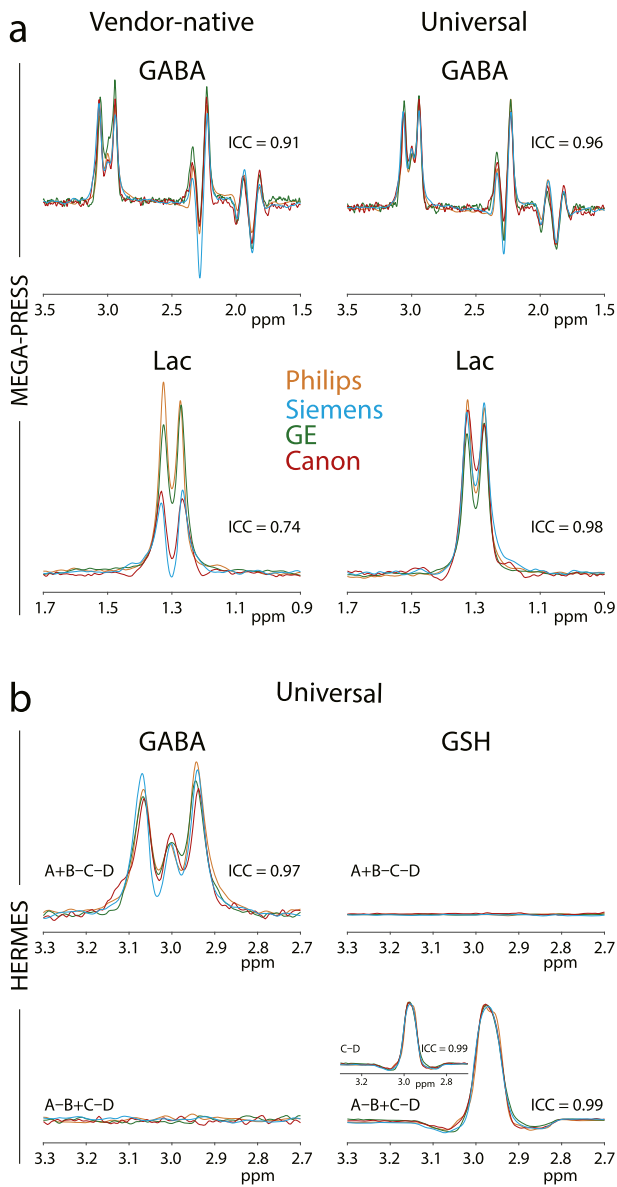 a
Vendor-native
Universal
MEGA-PRESS
GABA
GABA
ICC = 0.91
ICC = 0.96
3.5 3.0 2.5 2.0 1.5
ppm
3.5 3.0 2.5 2.0 1.5
ppm
Lac
Lac
Philips
Siemens
GE
Canon
ICC = 0.74
ICC = 0.98
1.7 1.5 1.3 1.1 0.9
ppm
1.7 1.5 1.3 1.1 0.9
ppm
b
Universal
HERMES
GABA
GSH
A+B−C−D
ICC = 0.97
A+B−C−D
3.3 3.2 3.1 3.0 2.9 2.8 2.7
ppm
3.3 3.2 3.1 3.0 2.9 2.8 2.7
ppm
C−D
ICC = 0.99
3.2 3.0 2.8
ppm
A−B+C−D
A−B+C−D
ICC = 0.99
3.3 3.2 3.1 3.0 2.9 2.8 2.7
ppm
3.3 3.2 3.1 3.0 2.9 2.8 2.7
ppm